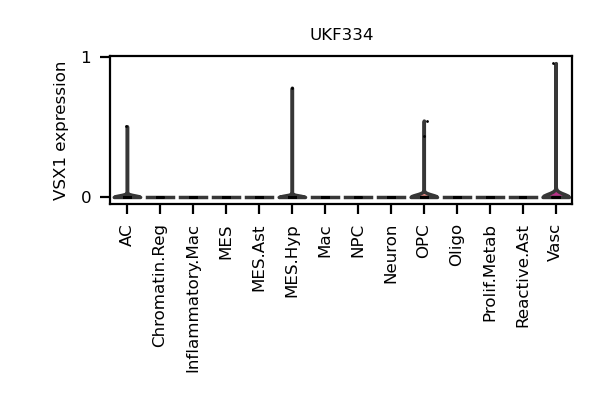 UKF334
VSX1 expression
1
0
AC
Chromatin.Reg
Inflammatory.Mac
MES
MES.Ast
MES.Hyp
Mac
NPC
Neuron
OPC
Oligo
Prolif.Metab
Reactive.Ast
Vasc